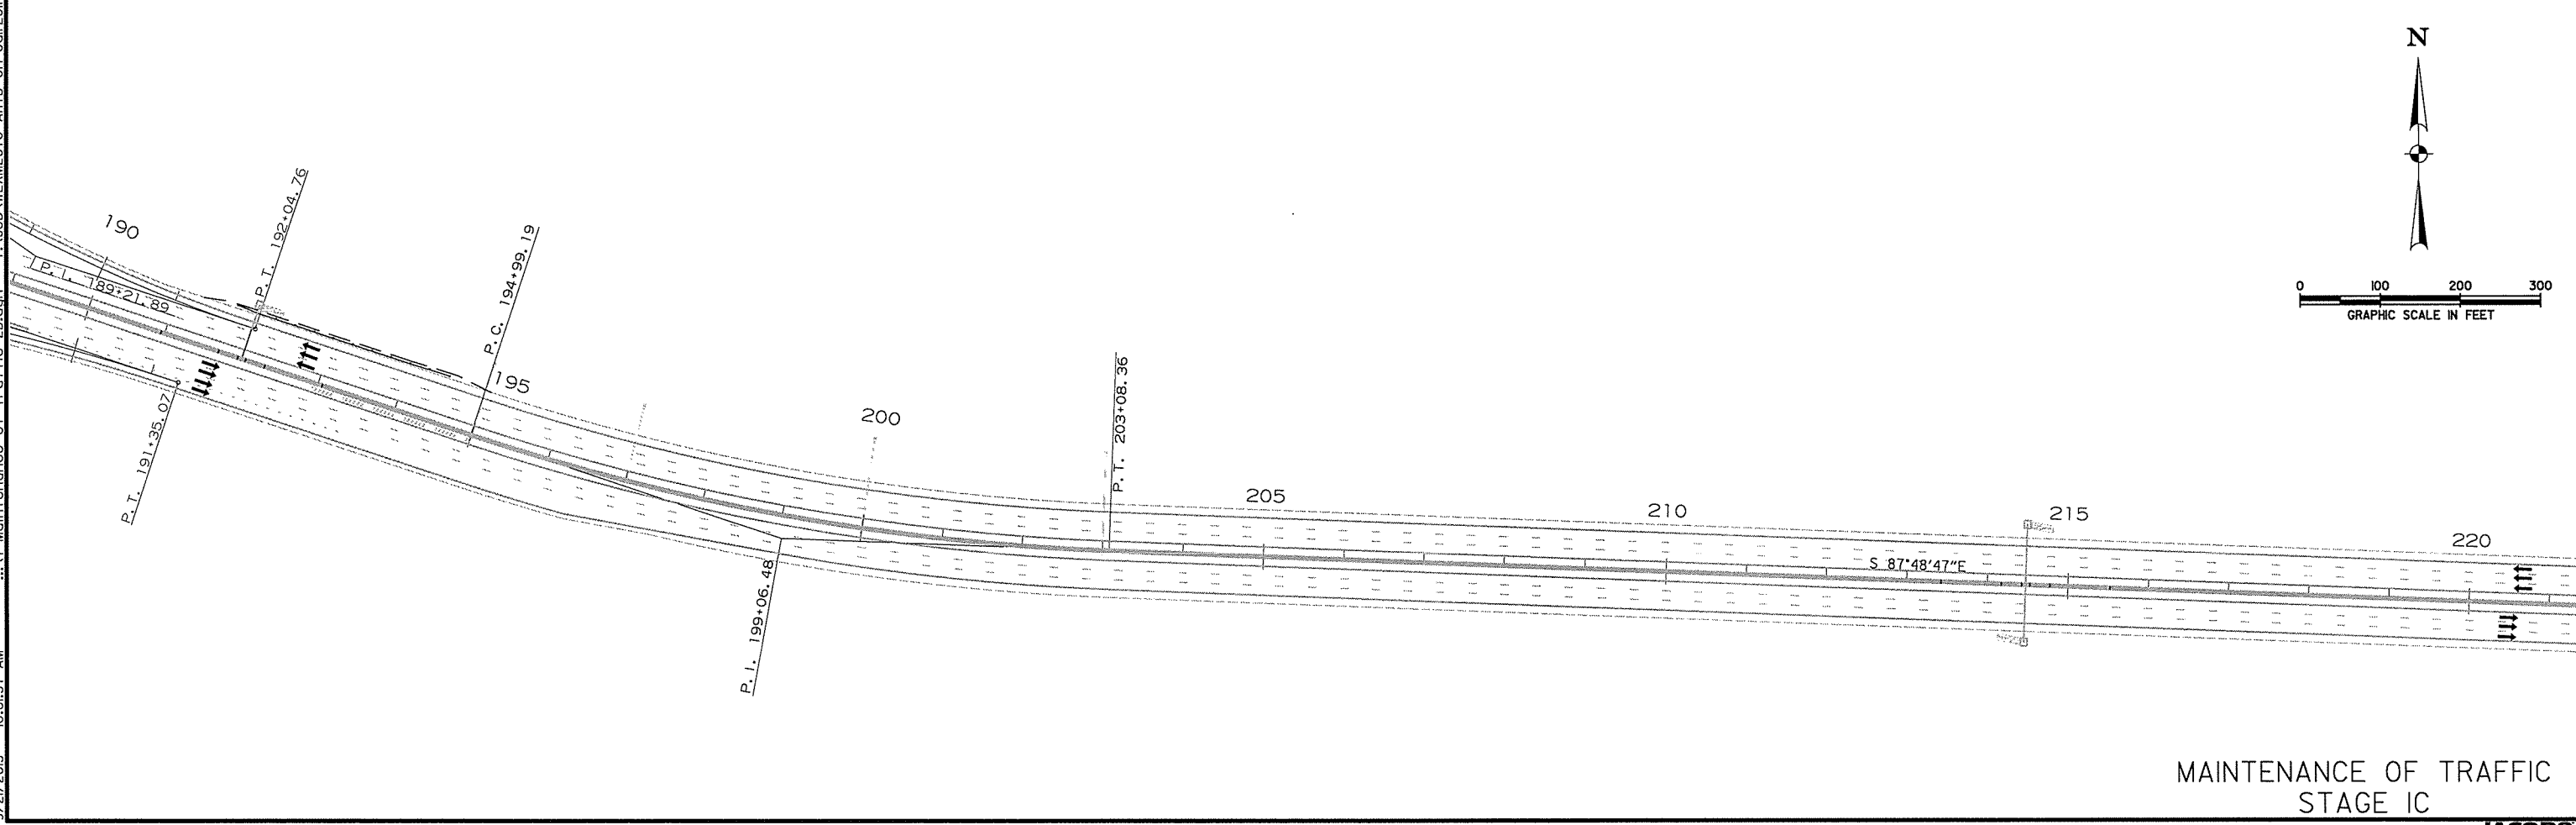 N
0 100 200 300
GRAPHIC SCALE IN FEET
190
P. T. 192+04.76
P. C. 194+99.19
P. I. 189+21.89
195
P. T. 191+35.07
200
P. T. 203+08.36
P. I. 199+06.48
205
210
215
220
S 87°48'47"E
MAINTENANCE OF TRAFFIC
STAGE IC